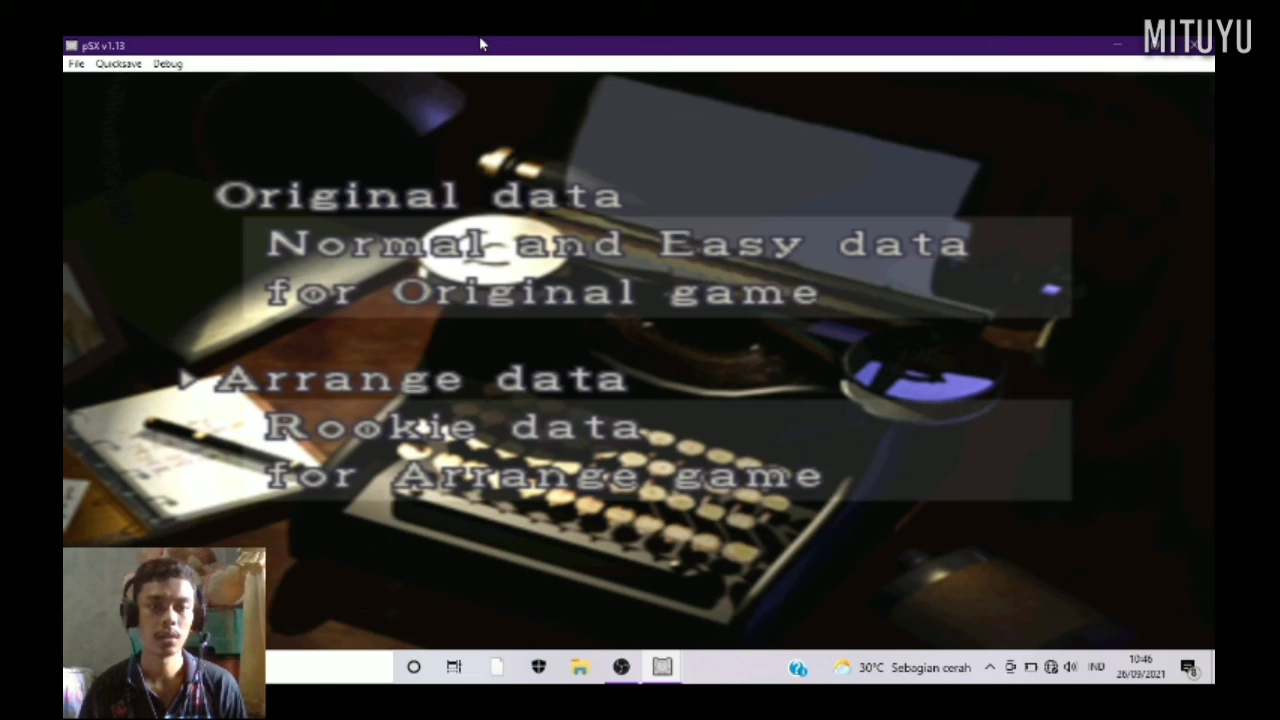 MITUYU
pSX v1.13
File Quicksave Debug
Original data
Normal and Easy data
for Original game
Arrange data
Rookie data
for Arrange game
30°C Sebagian cerah
IND
10:46
26/09/2021